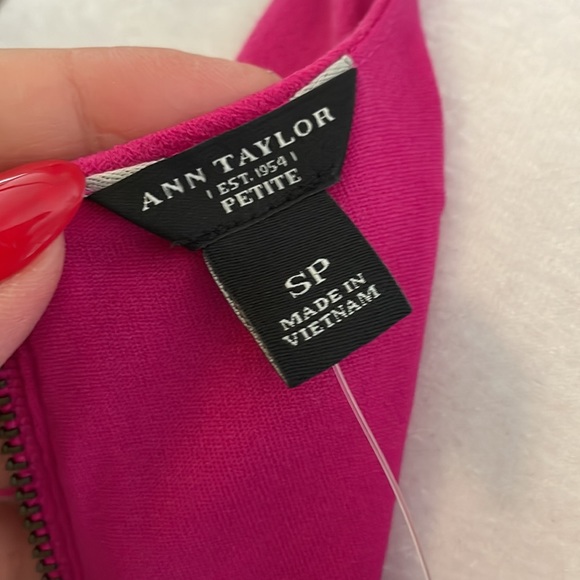 ANN TAYLOR
EST. 1954
PETITE
SP
MADE IN
VIETNAM